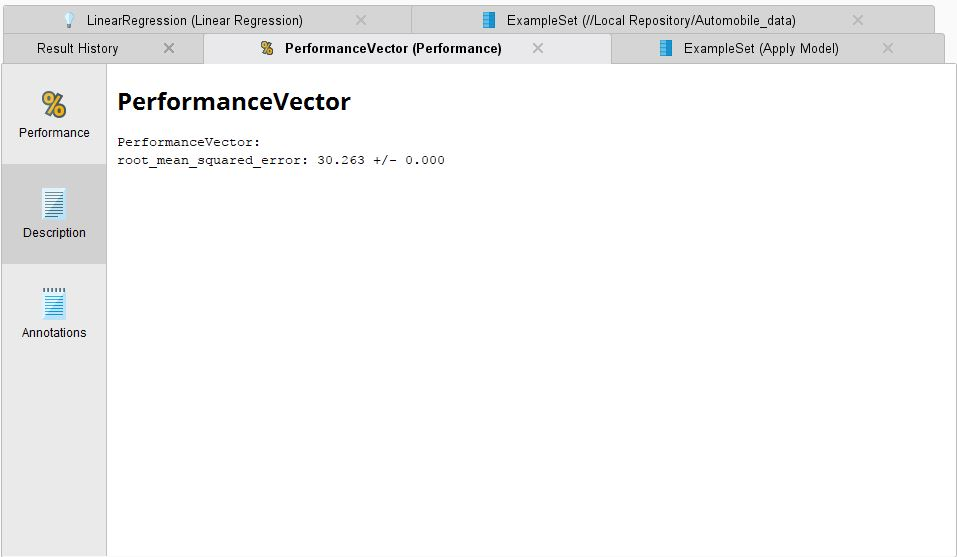 LinearRegression (Linear Regression)
ExampleSet (//Local Repository/Automobile_data)
Result History
% PerformanceVector (Performance)
ExampleSet (Apply Model)
%
Performance
Description
Annotations
PerformanceVector
PerformanceVector:
root_mean_squared_error: 30.263 +/- 0.000